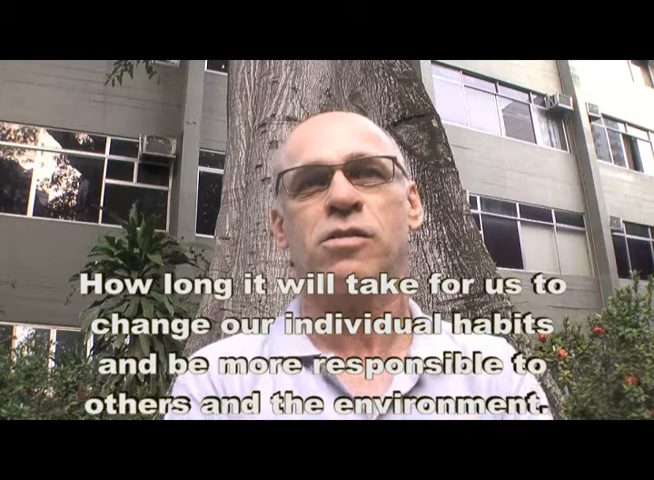 How long it will take for us to
change our individual habits
and be more responsible to
others and the environment.